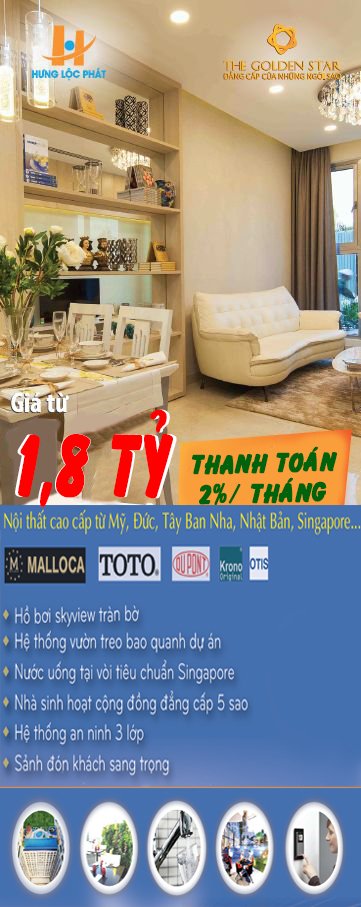 HƯNG LỘC PHÁT
THE GOLDEN STAR
ĐẲNG CẤP CỦA NHỮNG NGÔI SAO
Giá từ
1,8 TỶ
THANH TOÁN
2%/ THÁNG
Nội thất cao cấp từ Mỹ, Đức, Tây Ban Nha, Nhật Bản, Singapore...
M MALLOCA TOTO. DU PONT Krono Original OTIS
Hồ bơi skyview tràn bờ
Hệ thống vườn treo bao quanh dự án
Nước uống tại vòi tiêu chuẩn Singapore
Nhà sinh hoạt cộng đồng đẳng cấp 5 sao
Hệ thống an ninh 3 lớp
Sảnh đón khách sang trọng